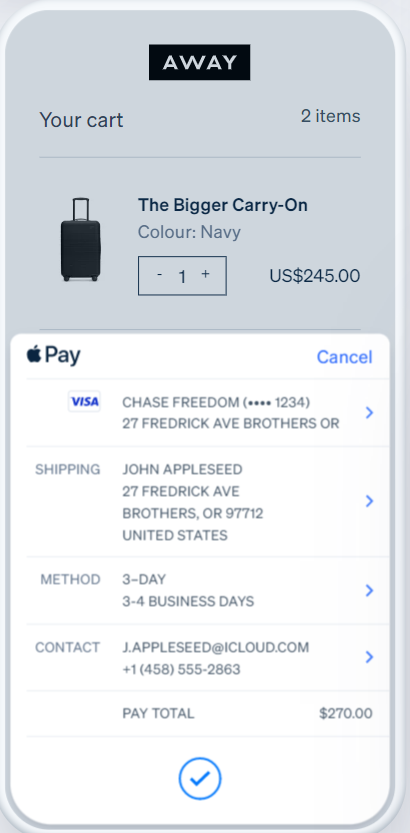 AWAY
Your cart 2 items
The Bigger Carry-On
Colour: Navy
- 1 + US$245.00
Pay Cancel
VISA CHASE FREEDOM (•••• 1234)
27 FREDRICK AVE BROTHERS OR
SHIPPING JOHN APPLESEED
27 FREDRICK AVE
BROTHERS, OR 97712
UNITED STATES
METHOD 3–DAY
3-4 BUSINESS DAYS
CONTACT J.APPLESEED@ICLOUD.COM
+1 (458) 555-2863
PAY TOTAL $270.00